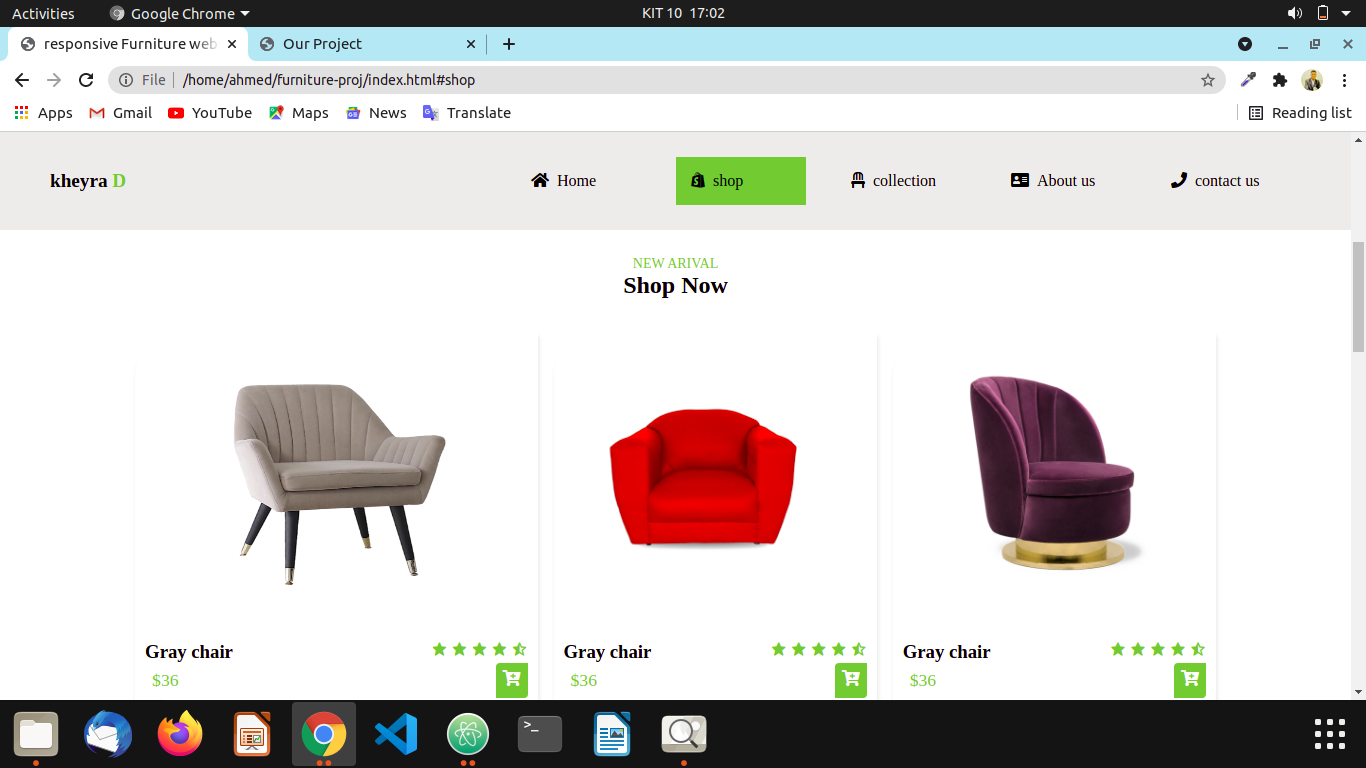 Activities Google Chrome KIT 10 17:02
responsive Furniture web Our Project
File /home/ahmed/furniture-proj/index.html#shop
Apps Gmail YouTube Maps News Translate Reading list
kheyra D Home shop collection About us contact us
NEW ARIVAL
Shop Now
Gray chair Gray chair Gray chair
$36 $36 $36